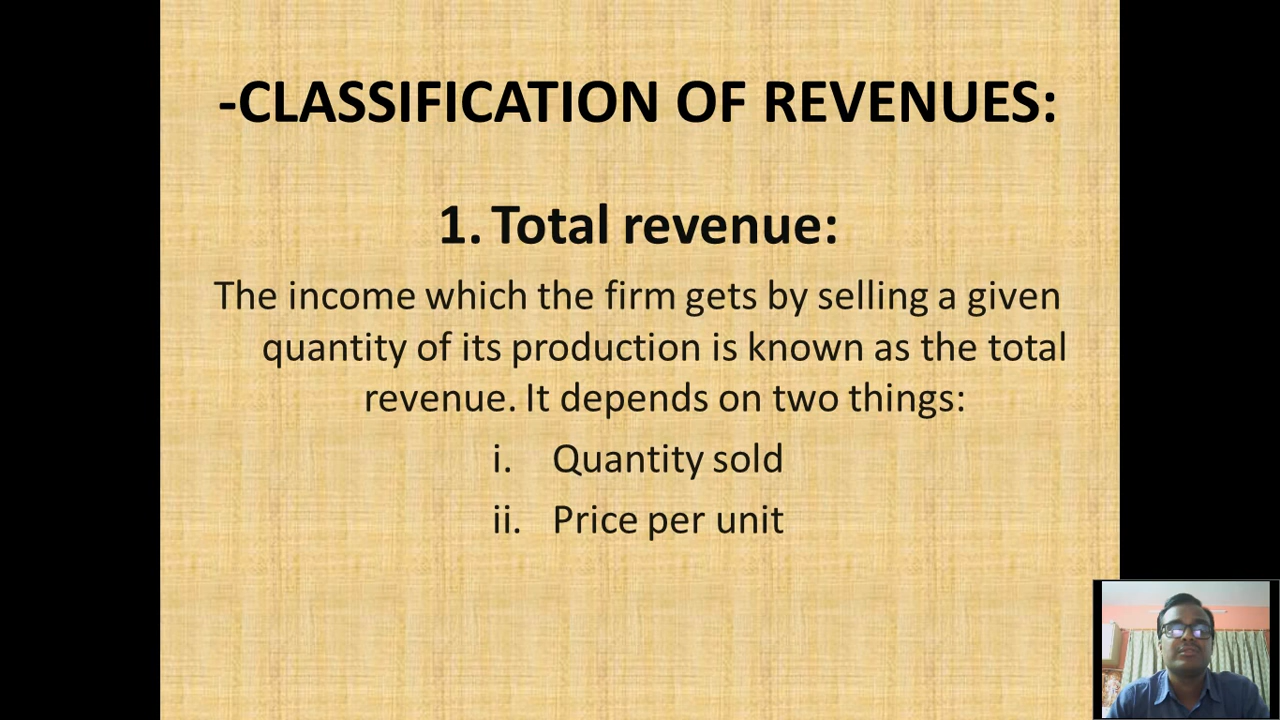 -CLASSIFICATION OF REVENUES:
1. Total revenue:
The income which the firm gets by selling a given
quantity of its production is known as the total
revenue. It depends on two things:
i. Quantity sold
ii. Price per unit